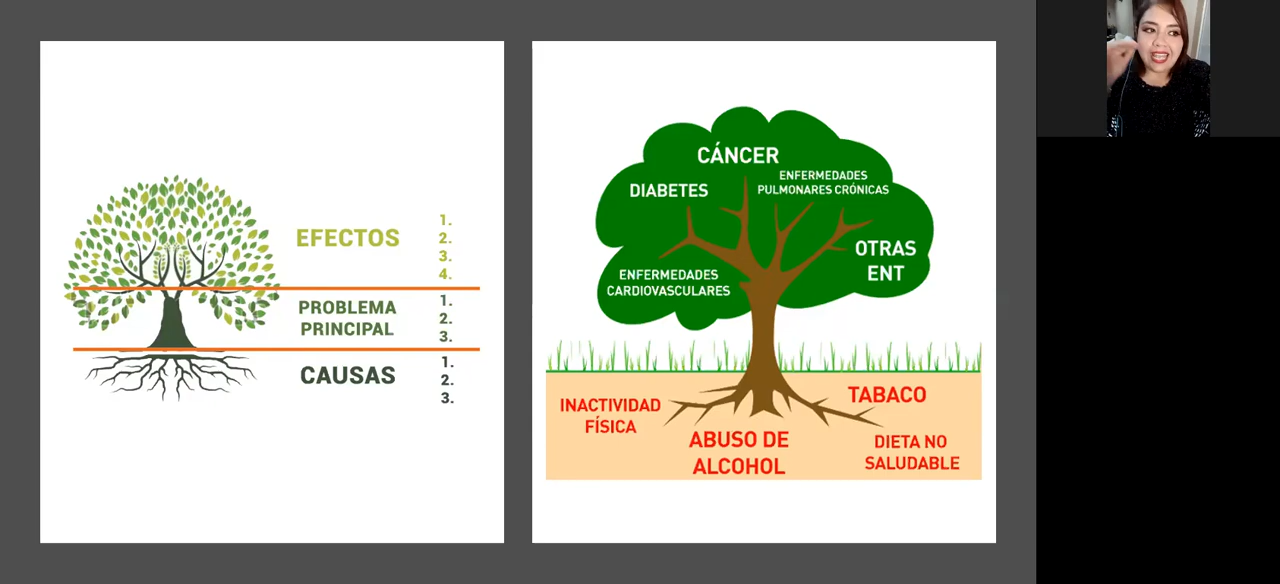 EFECTOS
1.
2.
3.
4.
PROBLEMA
PRINCIPAL
1.
2.
3.
CAUSAS
1.
2.
3.
CÁNCER
DIABETES
ENFERMEDADES
PULMONARES CRÓNICAS
OTRAS
ENT
ENFERMEDADES
CARDIOVASCULARES
INACTIVIDAD
FÍSICA
ABUSO DE
ALCOHOL
TABACO
DIETA NO
SALUDABLE